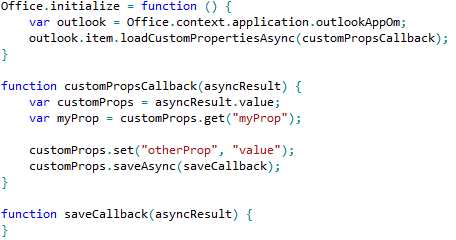 Office.initialize = function () {
    var outlook = Office.context.application.outlookAppOm;
    outlook.item.loadCustomPropertiesAsync(customPropsCallback);
}

function customPropsCallback(asyncResult) {
    var customProps = asyncResult.value;
    var myProp = customProps.get("myProp");

    customProps.set("otherProp", "value");
    customProps.saveAsync(saveCallback);
}

function saveCallback(asyncResult) {
}